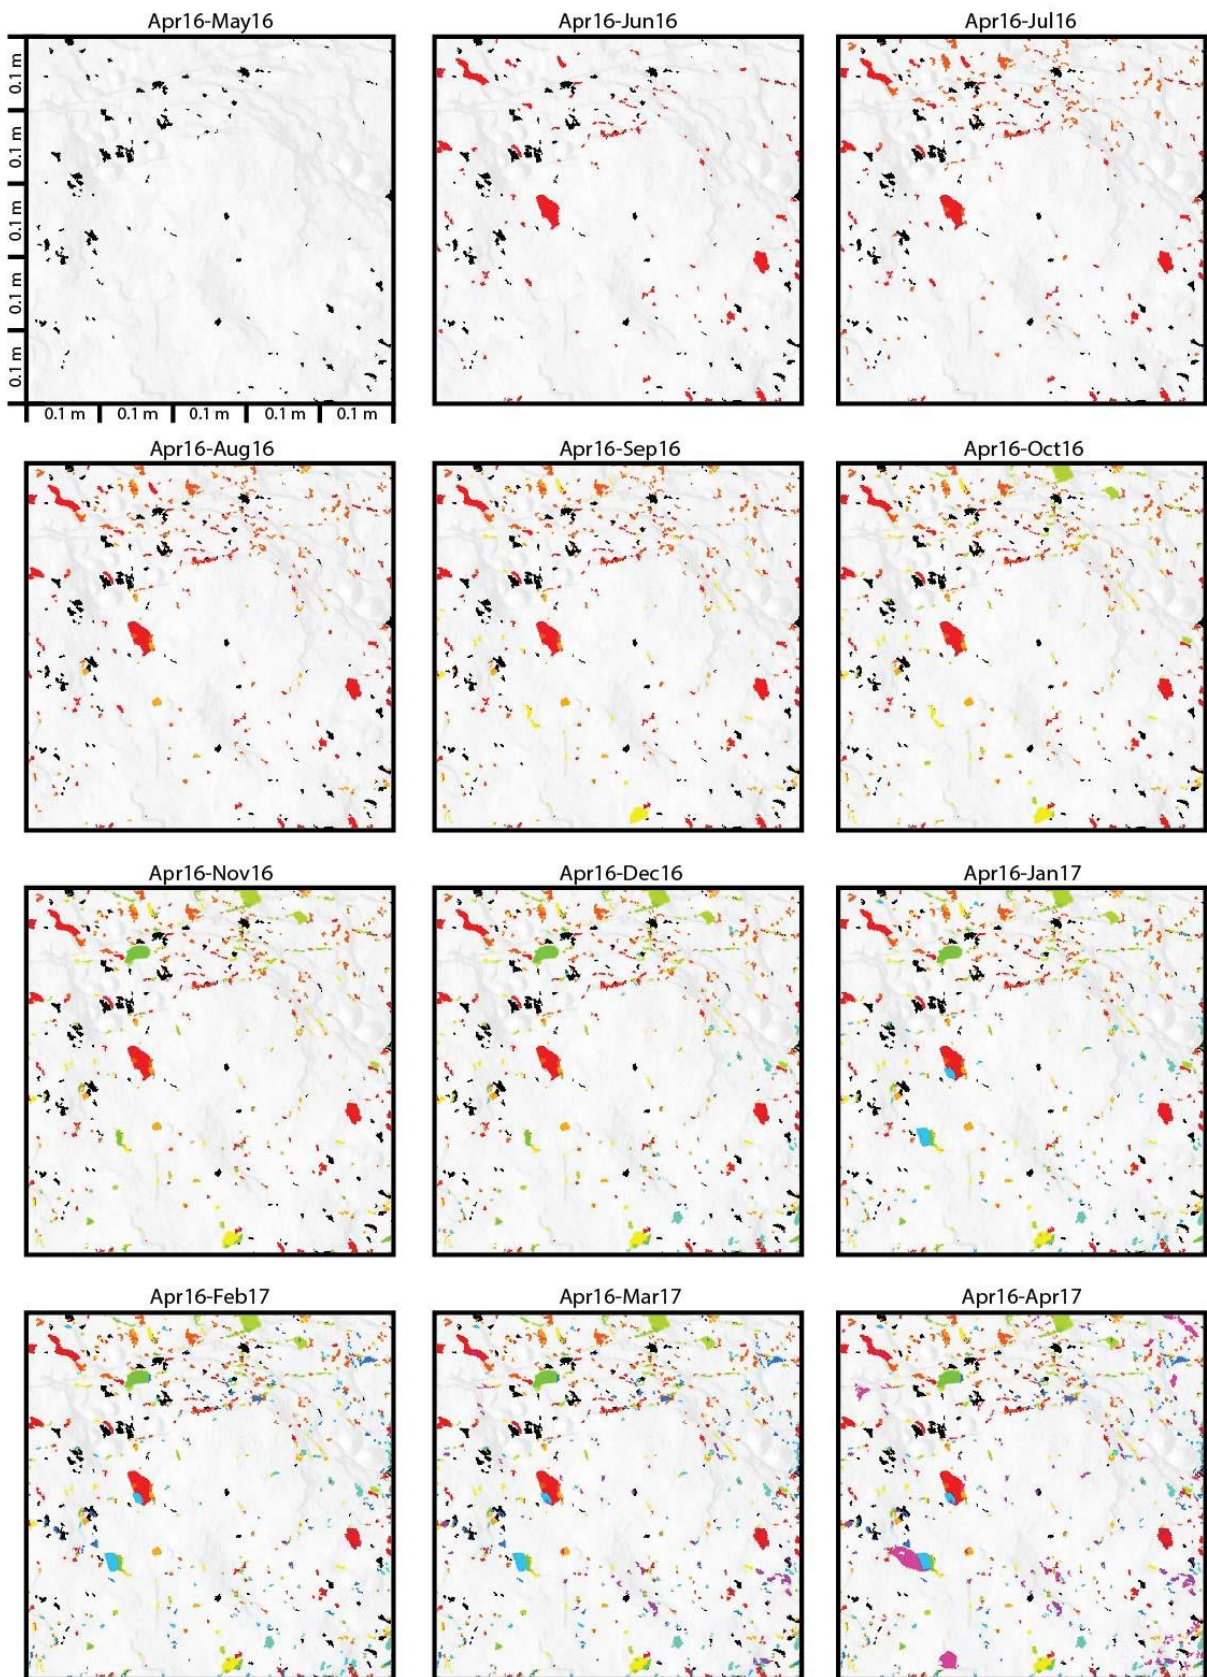 Apr16-May16 Apr16-Jun16 Apr16-Jul16
0.1 m
0.1 m
0.1 m
0.1 m
0.1 m
0.1 m 0.1 m 0.1 m 0.1 m 0.1 m
Apr16-Aug16 Apr16-Sep16 Apr16-Oct16
Apr16-Nov16 Apr16-Dec16 Apr16-Jan17
Apr16-Feb17 Apr16-Mar17 Apr16-Apr17